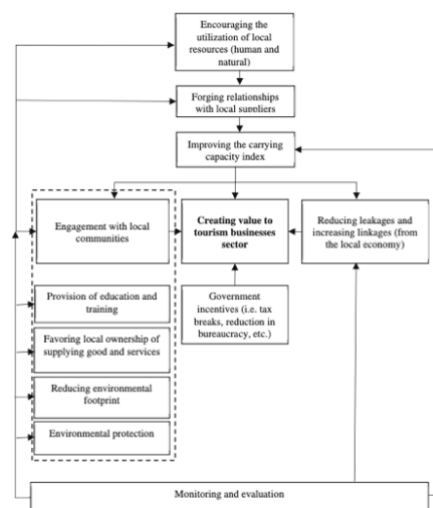 Encouraging the
utilization of local
resources (human and
natural)
Forging relationships
with local suppliers
Improving the carrying
capacity index
Engagement with local
communities
Creating value to
tourism businesses
sector
Reducing leakages and
increasing linkages (from
the local economy)
Provision of education and
training
Government
incentives (i.e. tax
breaks, reduction in
bureaucracy, etc.)
Favoring local ownership of
supplying good and services
Reducing environmental
footprint
Environmental protection
Monitoring and evaluation